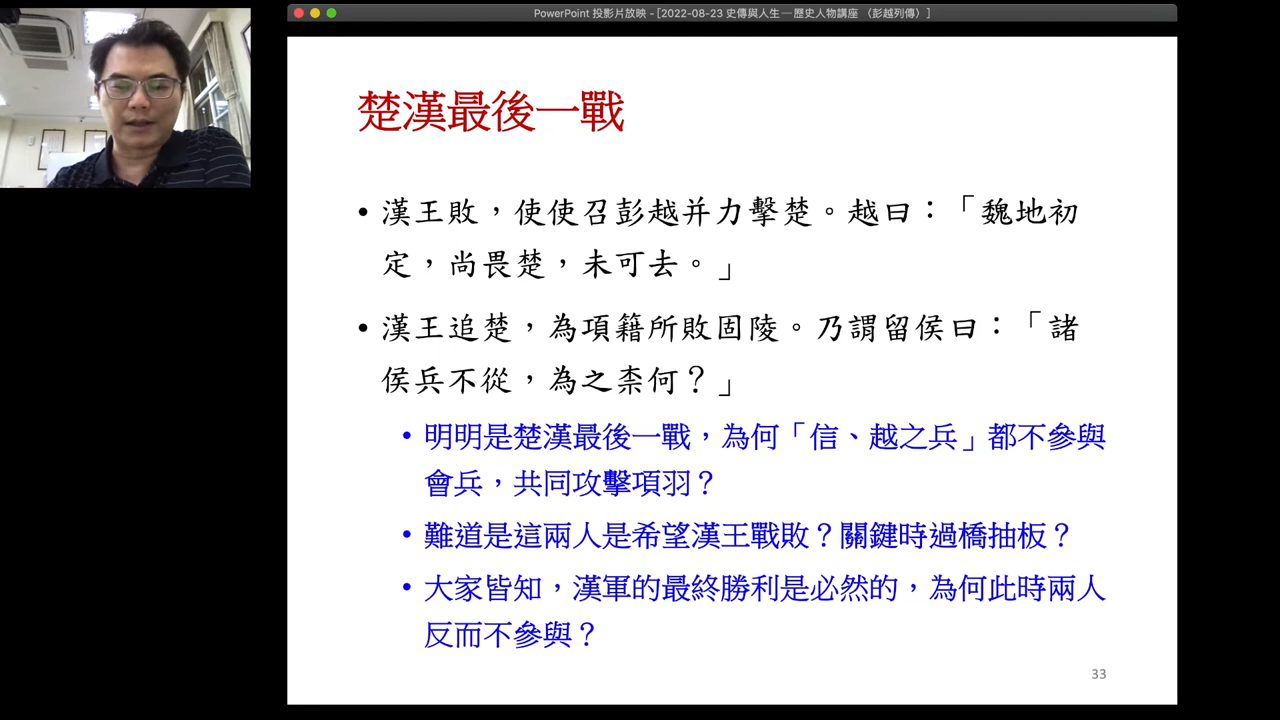 PowerPoint 投影片放映 - [2022-08-23 史傳與人生─歷史人物講座 （彭越列傳）]
楚漢最後一戰
• 漢王敗，使使召彭越并力擊楚。越曰：「魏地初
定，尚畏楚，未可去。」
• 漢王追楚，為項籍所敗固陵。乃謂留侯曰：「諸
侯兵不從，為之柰何？」
• 明明是楚漢最後一戰，為何「信、越之兵」都不參與
會兵，共同攻擊項羽？
• 難道是這兩人是希望漢王戰敗？關鍵時過橋抽板？
• 大家皆知，漢軍的最終勝利是必然的，為何此時兩人
反而不參與？
33